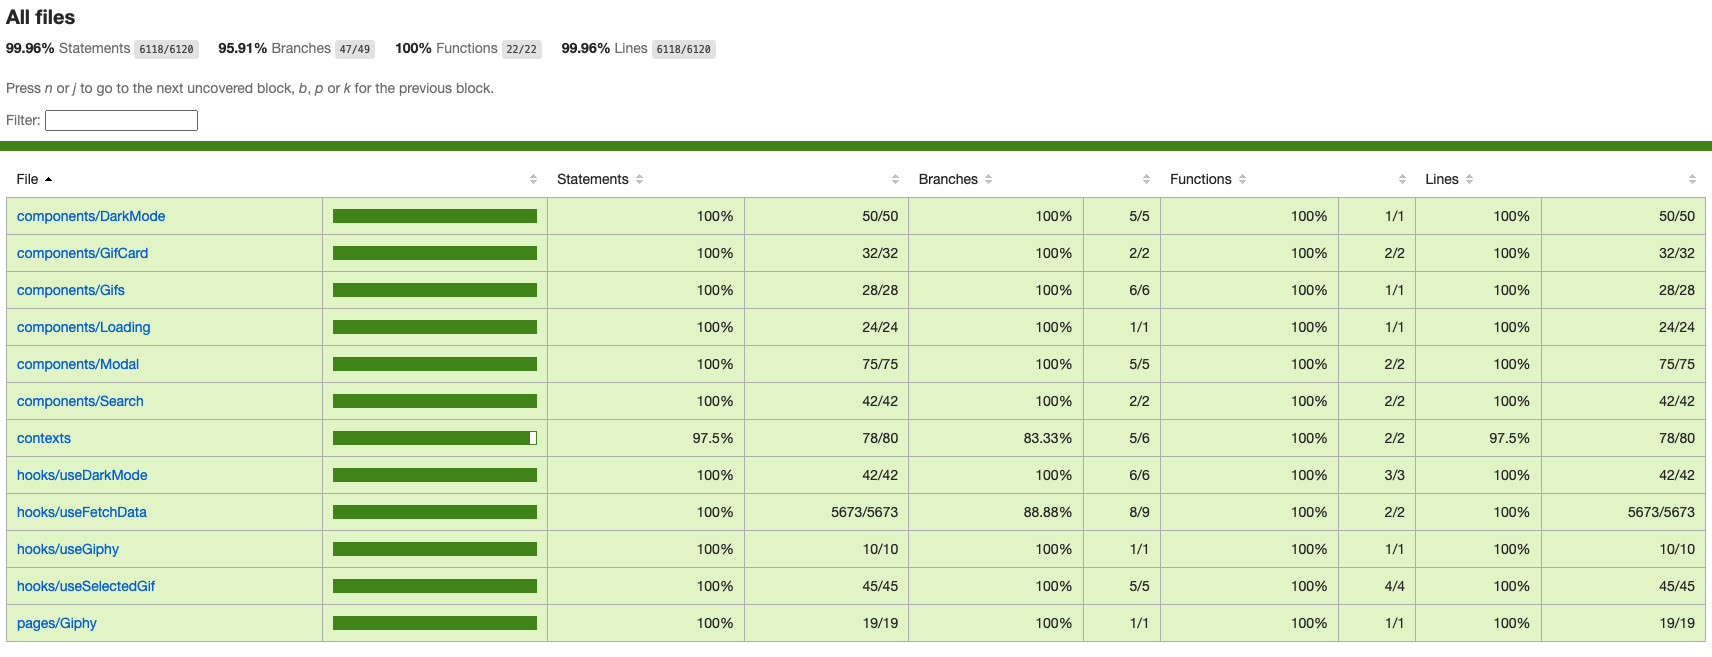 All files
99.96% Statements 6118/6120 95.91% Branches 47/49 100% Functions 22/22 99.96% Lines 6118/6120
Press n or j to go to the next uncovered block, b, p or k for the previous block.
Filter:
File Statements Branches Functions Lines
components/DarkMode 100% 50/50 100% 5/5 100% 1/1 100% 50/50
components/GifCard 100% 32/32 100% 2/2 100% 2/2 100% 32/32
components/Gifs 100% 28/28 100% 6/6 100% 1/1 100% 28/28
components/Loading 100% 24/24 100% 1/1 100% 1/1 100% 24/24
components/Modal 100% 75/75 100% 5/5 100% 2/2 100% 75/75
components/Search 100% 42/42 100% 2/2 100% 2/2 100% 42/42
contexts 97.5% 78/80 83.33% 5/6 100% 2/2 97.5% 78/80
hooks/useDarkMode 100% 42/42 100% 6/6 100% 3/3 100% 42/42
hooks/useFetchData 100% 5673/5673 88.88% 8/9 100% 2/2 100% 5673/5673
hooks/useGiphy 100% 10/10 100% 1/1 100% 1/1 100% 10/10
hooks/useSelectedGif 100% 45/45 100% 5/5 100% 4/4 100% 45/45
pages/Giphy 100% 19/19 100% 1/1 100% 1/1 100% 19/19